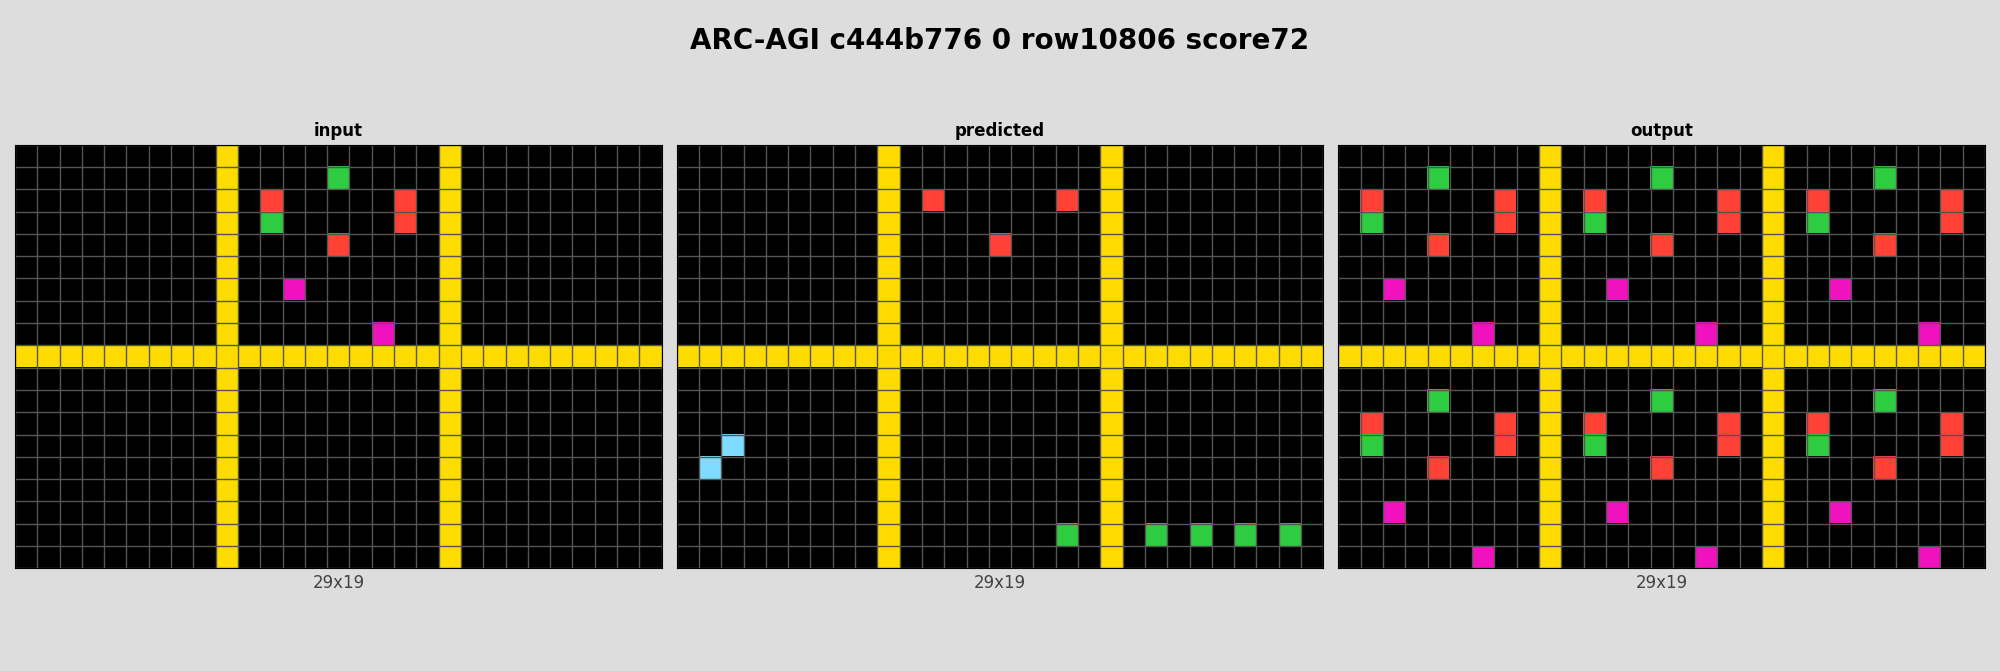 ARC-AGI c444b776 0 row10806 score72
input
predicted
output
29x19
29x19
29x19